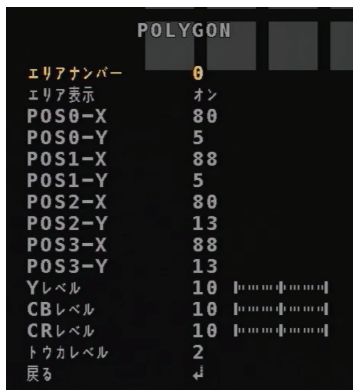 POLYGON
エリアナンバー 0
エリア表示 オン
POS0-X 80
POS0-Y 5
POS1-X 88
POS1-Y 5
POS2-X 80
POS2-Y 13
POS3-X 88
POS3-Y 13
Yレベル 10
CBレベル 10
CRレベル 10
トウカレベル 2
戻る ↲